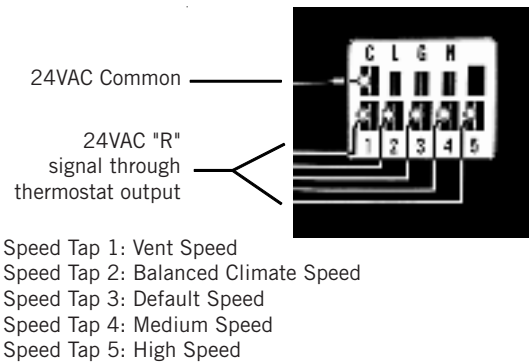 C L G N
24VAC Common
24VAC "R"
signal through
thermostat output
1 2 3 4 5
Speed Tap 1: Vent Speed
Speed Tap 2: Balanced Climate Speed
Speed Tap 3: Default Speed
Speed Tap 4: Medium Speed
Speed Tap 5: High Speed